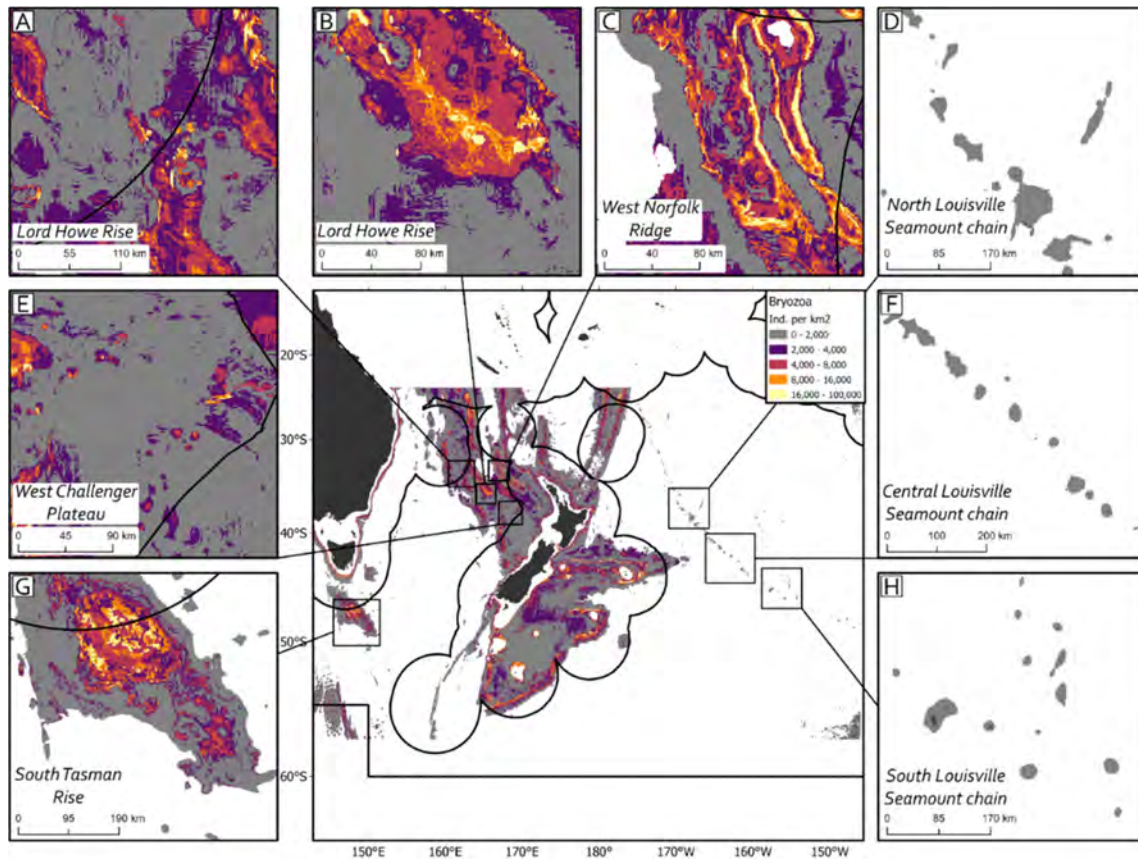 A
Lord Howe Rise
0 55 110 km
B
Lord Howe Rise
0 40 80 km
C
West Norfolk
Ridge
0 40 80 km
D
North Louisville
Seamount chain
0 85 170 km
E
West Challenger
Plateau
0 45 90 km
Bryozoa
Ind. per km2
0 - 2,000
2,000 - 4,000
4,000 - 8,000
8,000 - 16,000
16,000 - 100,000
20°S
30°S
40°S
50°S
60°S
150°E
160°E
170°E
180°
170°W
160°W
150°W
F
Central Louisville
Seamount chain
0 100 200 km
G
South Tasman
Rise
0 95 190 km
H
South Louisville
Seamount chain
0 85 170 km